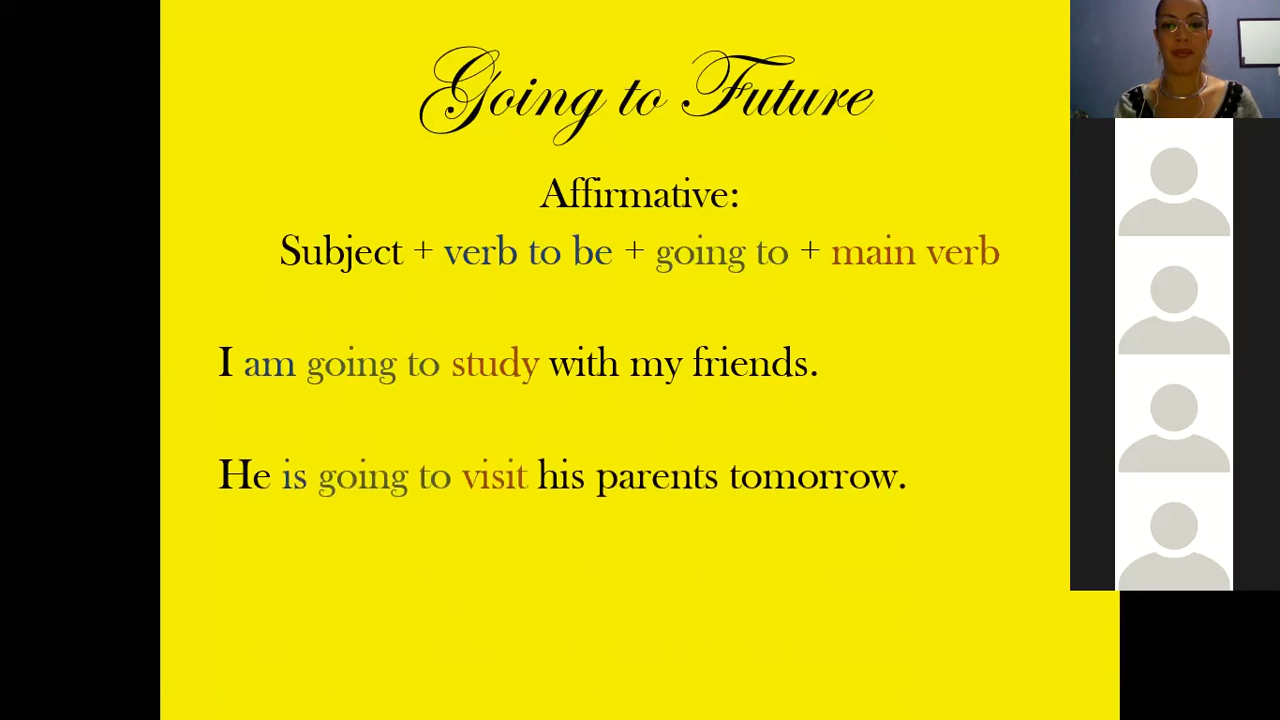 Going to Future
Affirmative:
Subject + verb to be + going to + main verb
I am going to study with my friends.
He is going to visit his parents tomorrow.